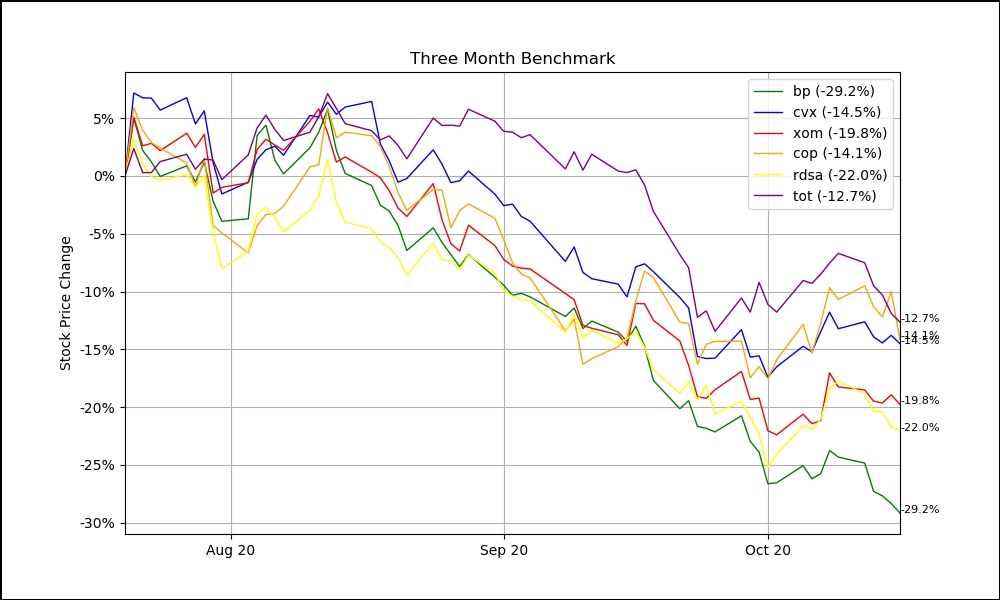 Three Month Benchmark
bp (-29.2%)
cvx (-14.5%)
xom (-19.8%)
cop (-14.1%)
rdsa (-22.0%)
tot (-12.7%)
Stock Price Change
5%
0%
-5%
-10%
-15%
-20%
-25%
-30%
-12.7%
-14.1%
-14.5%
-19.8%
-22.0%
-29.2%
Aug 20
Sep 20
Oct 20